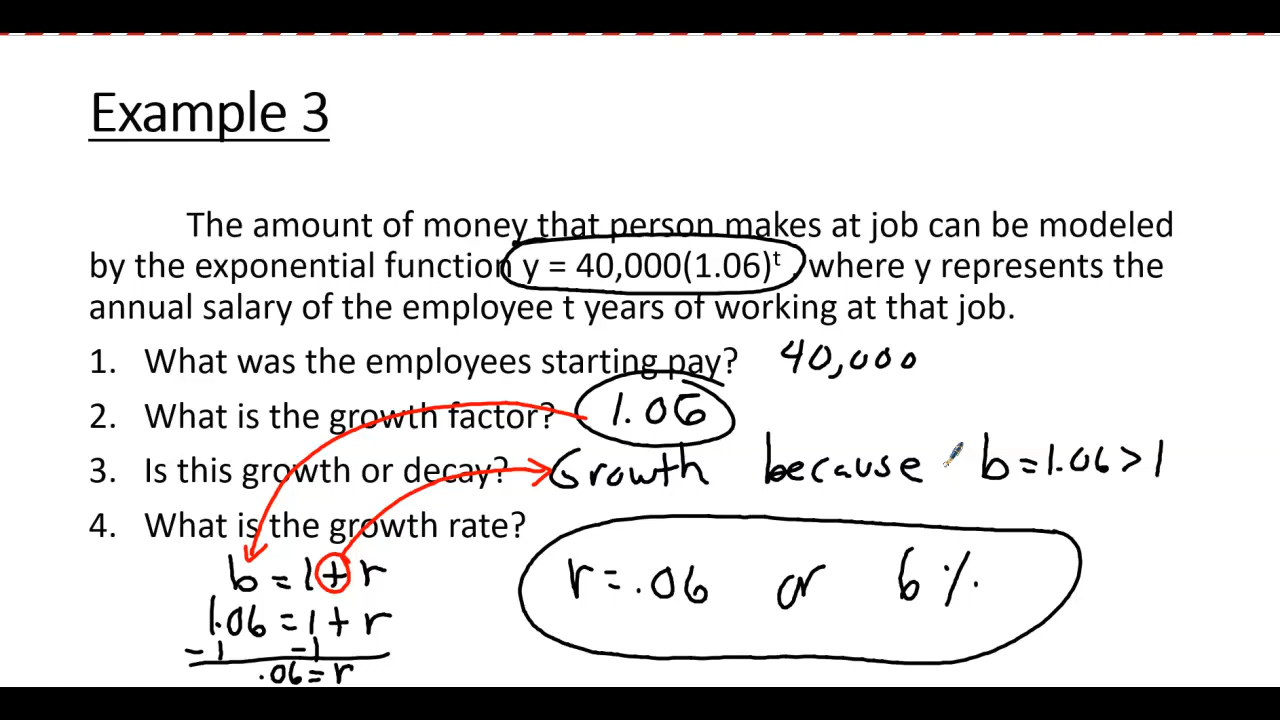 Example 3
The amount of money that person makes at job can be modeled
by the exponential function y = 40,000(1.06)ᵗ , where y represents the
annual salary of the employee t years of working at that job.
1. What was the employees starting pay? 40,000
2. What is the growth factor? 1.06
3. Is this growth or decay? Growth because b = 1.06 > 1
4. What is the growth rate?
b = 1 + r
r = .06 or 6%
1.06 = 1 + r
-1 -1
.06 = r